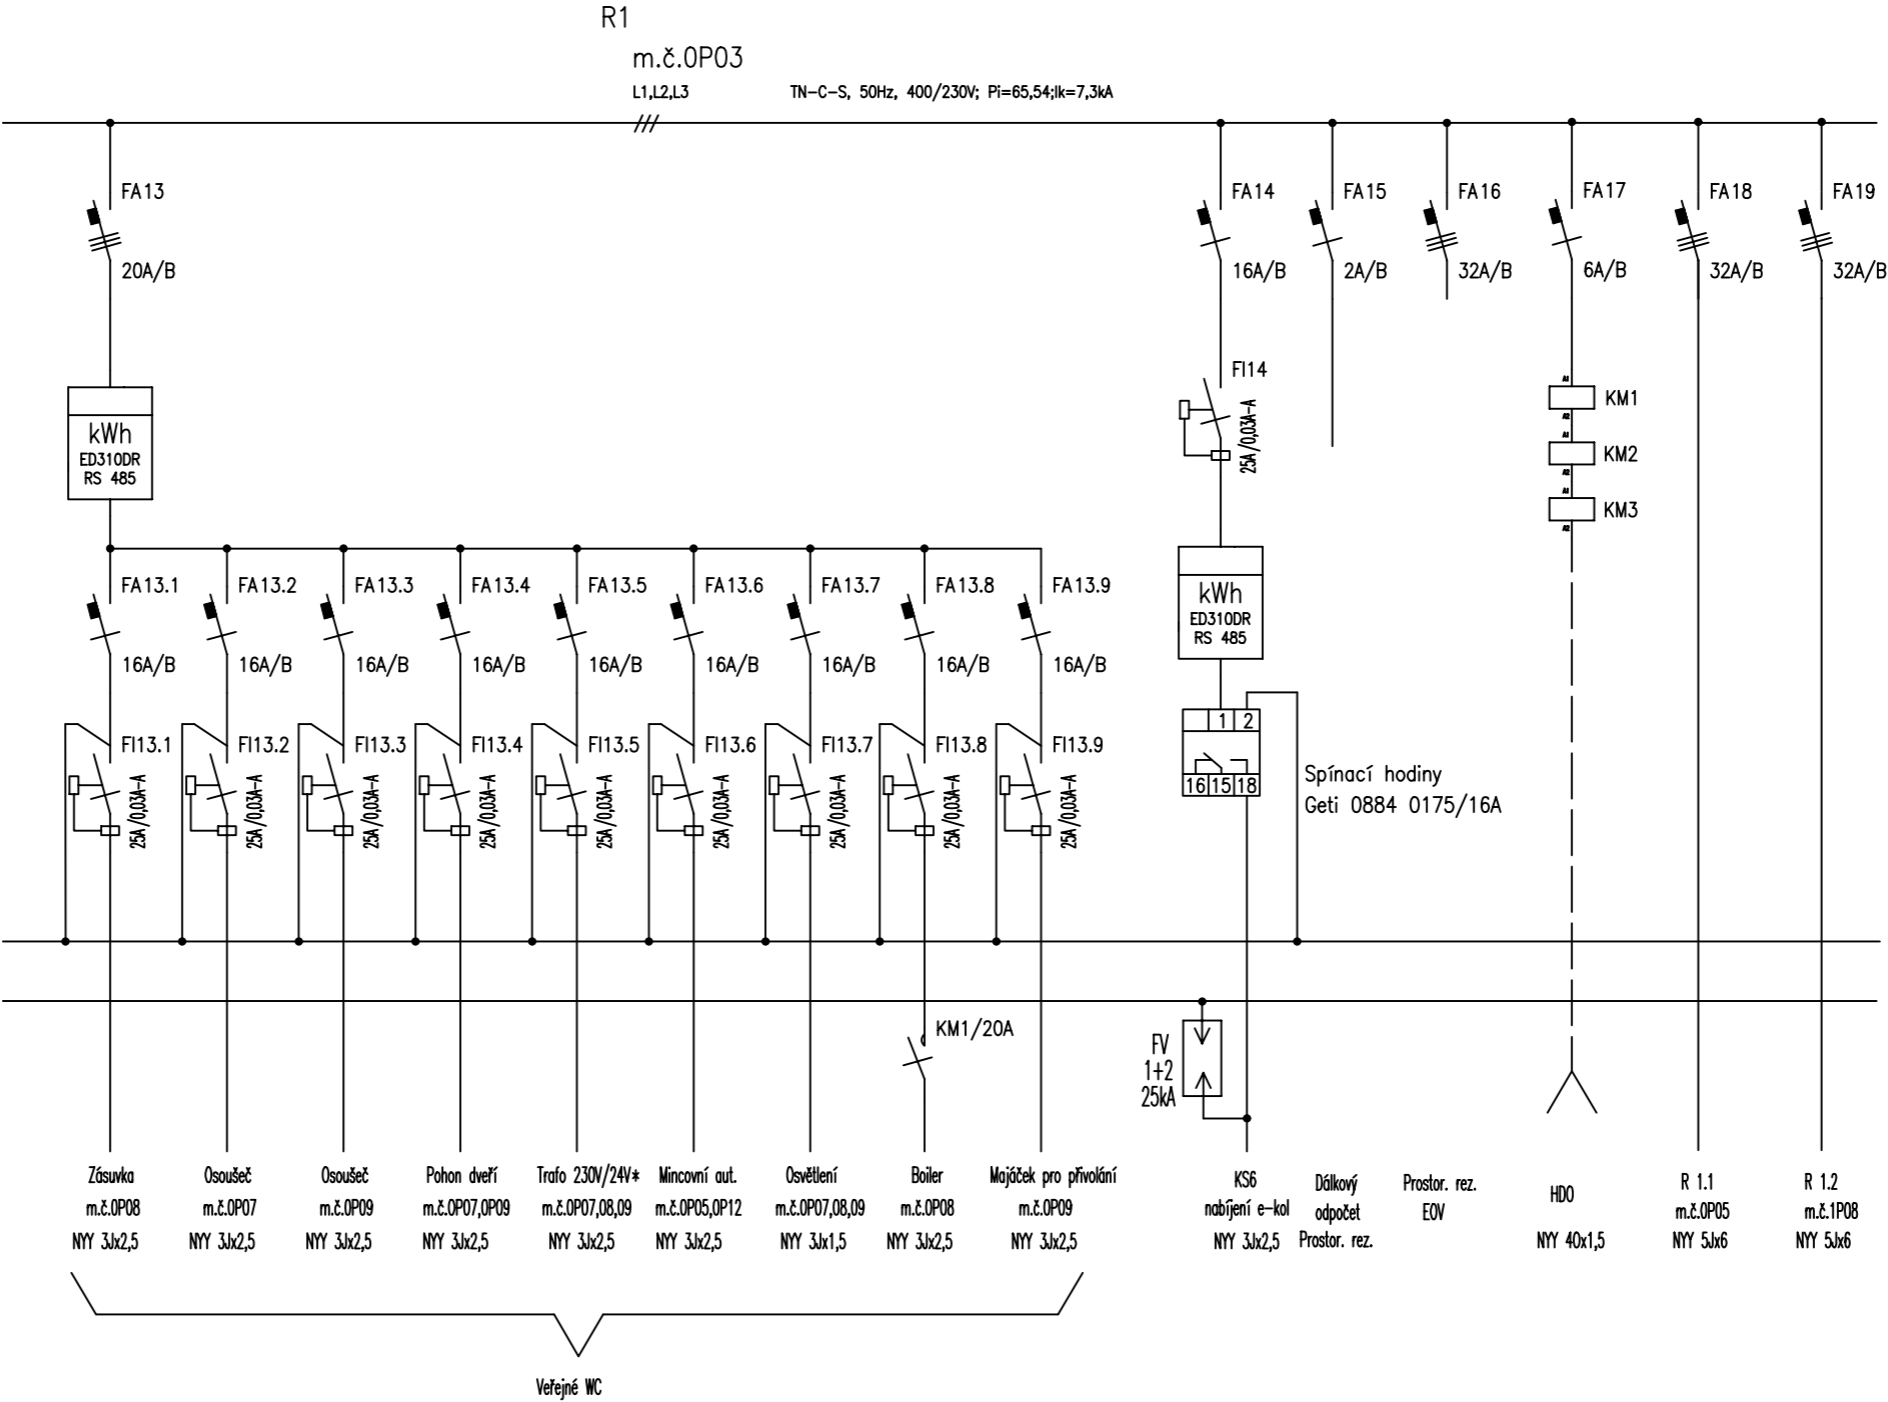 R1
m.č.0P03
L1,L2,L3
TN-C-S, 50Hz, 400/230V; Pi=65,54;Ik=7,3kA
FA13
20A/B
FA14
16A/B
FA15
2A/B
FA16
32A/B
FA17
6A/B
FA18
32A/B
FA19
32A/B
kWh
ED310DR
RS 485
FI14
25A/0,03A-A
A1
KM1
A2
A1
KM2
A2
A1
KM3
A2
FA13.1
16A/B
FA13.2
16A/B
FA13.3
16A/B
FA13.4
16A/B
FA13.5
16A/B
FA13.6
16A/B
FA13.7
16A/B
FA13.8
16A/B
FA13.9
16A/B
kWh
ED310DR
RS 485
FI13.1
25A/0,03A-A
FI13.2
25A/0,03A-A
FI13.3
25A/0,03A-A
FI13.4
25A/0,03A-A
FI13.5
25A/0,03A-A
FI13.6
25A/0,03A-A
FI13.7
25A/0,03A-A
FI13.8
25A/0,03A-A
FI13.9
25A/0,03A-A
1 2
16 15 18
Spínací hodiny
Geti 0884 0175/16A
KM1/20A
FV
1+2
25kA
Zásuvka
m.č.0P08
NYY 3Jx2,5
Osoušeč
m.č.0P07
NYY 3Jx2,5
Osoušeč
m.č.0P09
NYY 3Jx2,5
Pohon dveří
m.č.0P07,0P09
NYY 3Jx2,5
Trafo 230V/24V*
m.č.0P07,08,09
NYY 3Jx2,5
Mincovní aut.
m.č.0P05,0P12
NYY 3Jx2,5
Osvětlení
m.č.0P07,08,09
NYY 3Jx1,5
Boiler
m.č.0P08
NYY 3Jx2,5
Majáček pro přivolání
m.č.0P09
NYY 3Jx2,5
KS6
nabíjení e-kol
NYY 3Jx2,5
Dálkový
odpočet
Prostor. rez.
Prostor. rez.
EOV
HDO
NYY 4Ox1,5
R 1.1
m.č.0P05
NYY 5Jx6
R 1.2
m.č.1P08
NYY 5Jx6
Veřejné WC